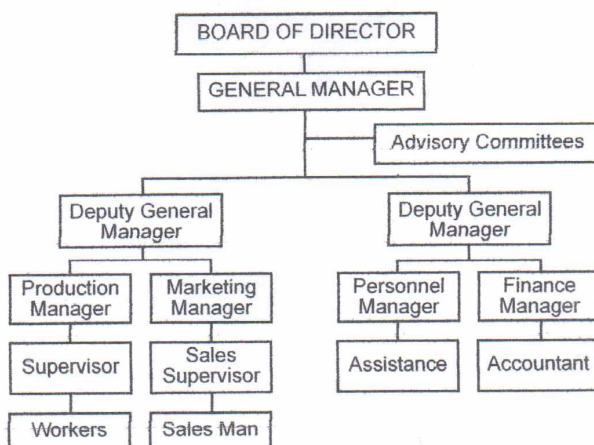 BOARD OF DIRECTOR
GENERAL MANAGER
Advisory Committees
Deputy General
Manager
Deputy General
Manager
Production
Manager
Marketing
Manager
Personnel
Manager
Finance
Manager
Supervisor
Sales
Supervisor
Assistance
Accountant
Workers
Sales Man